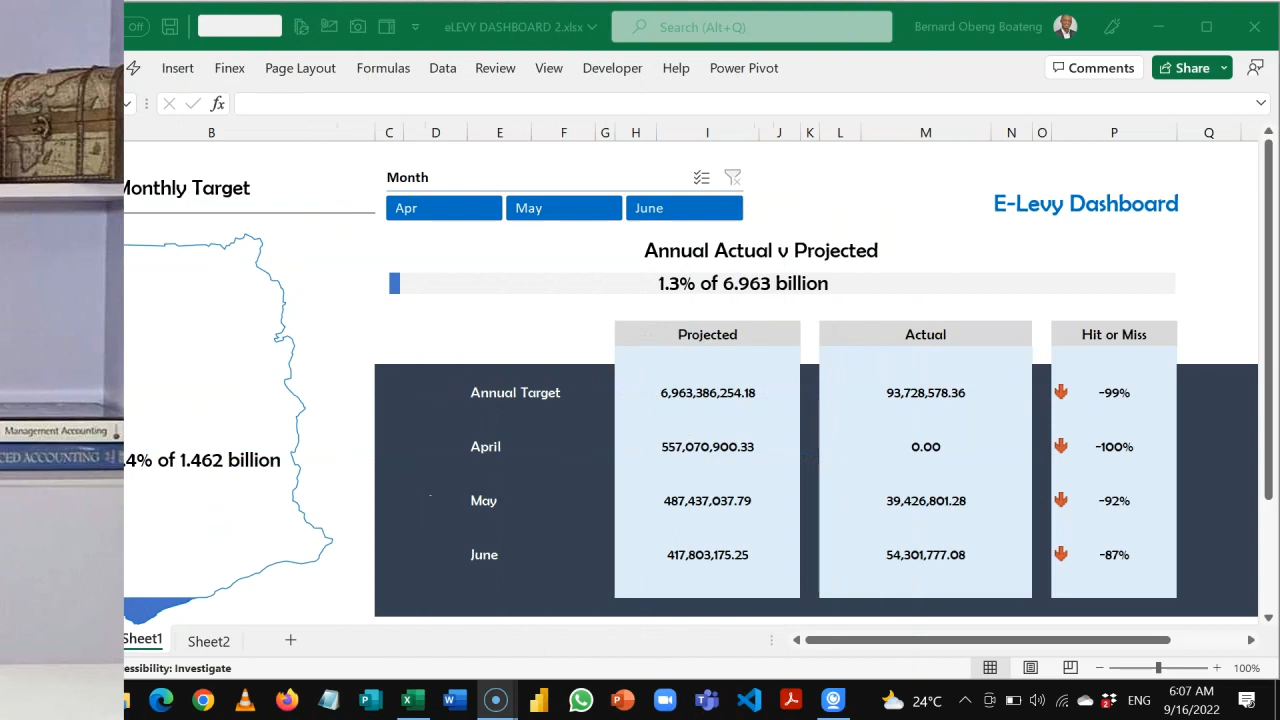 Off
eLEVY DASHBOARD 2.xlsx
Search (Alt+Q)
Bernard Obeng Boateng
Insert Finex Page Layout Formulas Data Review View Developer Help Power Pivot
Comments Share
fx
B C D E F G H I J K L M N O P Q
Monthly Target
Month
Apr May June
E-Levy Dashboard
Annual Actual v Projected
1.3% of 6.963 billion
Projected Actual Hit or Miss
Annual Target 6,963,386,254.18 93,728,578.36 -99%
April 557,070,900.33 0.00 -100%
May 487,437,037.79 39,426,801.28 -92%
June 417,803,175.25 54,301,777.08 -87%
.4% of 1.462 billion
Management Accounting
CED ACCOUNTING
Sheet1 Sheet2
essibility: Investigate
100%
24°C
ENG
6:07 AM
9/16/2022